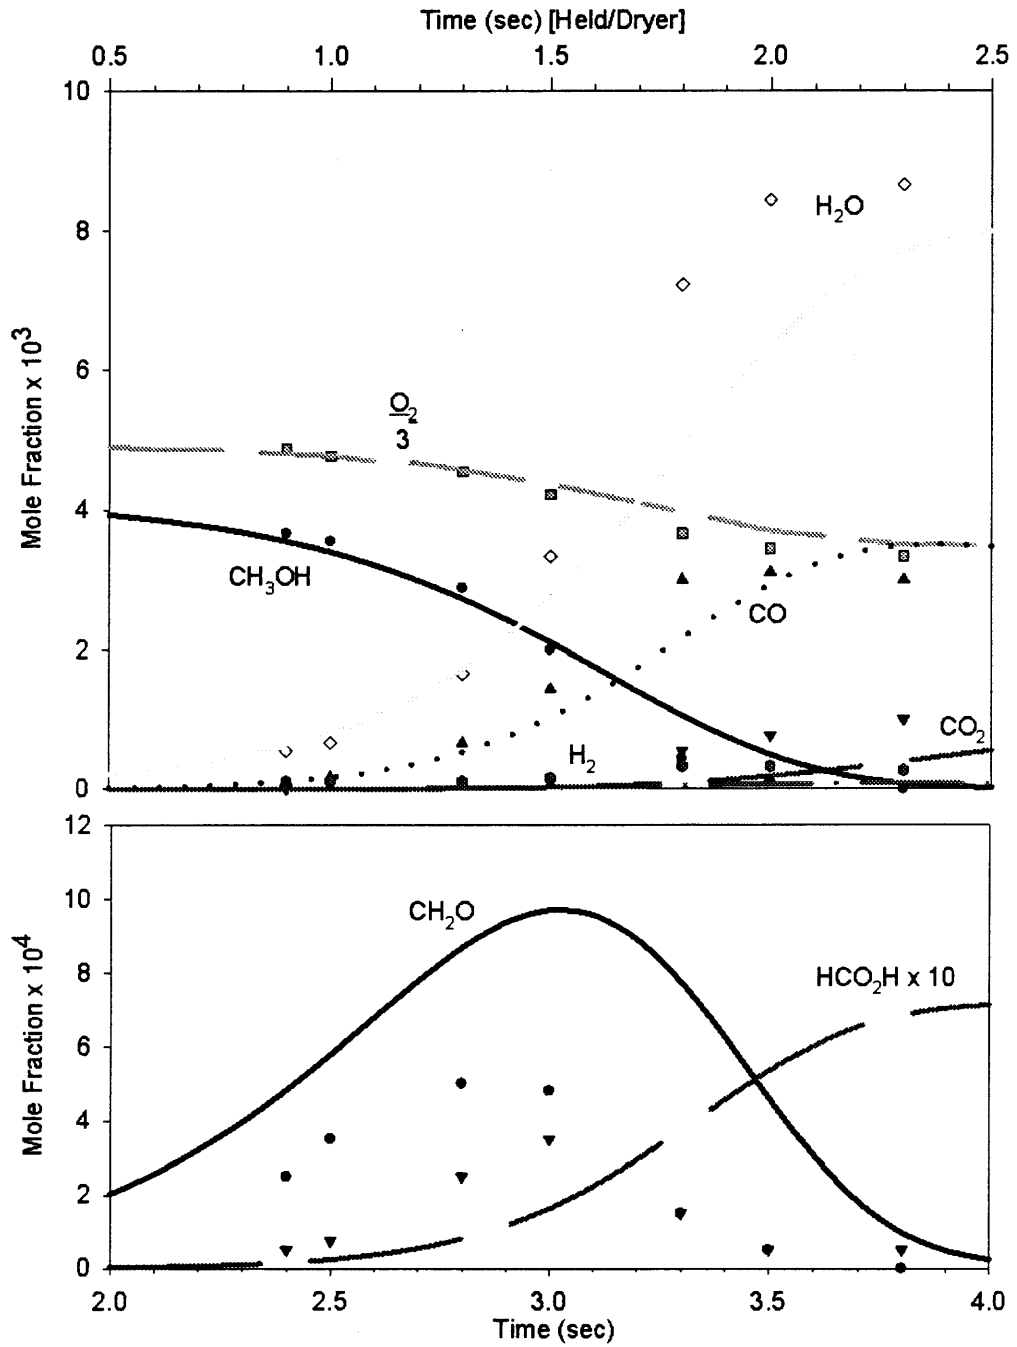 Time (sec) [Held/Dryer]
0.5 1.0 1.5 2.0 2.5
10
8
6
4
2
0
Mole Fraction x 10³
H₂O
O₂
3
CH₃OH
CO
H₂
CO₂
12
10
8
6
4
2
0
Mole Fraction x 10⁴
CH₂O
HCO₂H x 10
2.0 2.5 3.0 3.5 4.0
Time (sec)